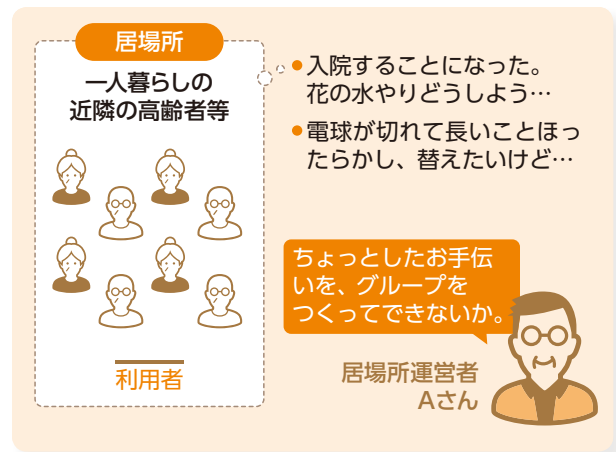 居場所
一人暮らしの
近隣の高齢者等
利用者
●入院することになった。
花の水やりどうしよう…
●電球が切れて長いことほっ
たらかし、替えたいけど…
ちょっとしたお手伝
いを、グループを
つくってできないか。
居場所運営者
Aさん